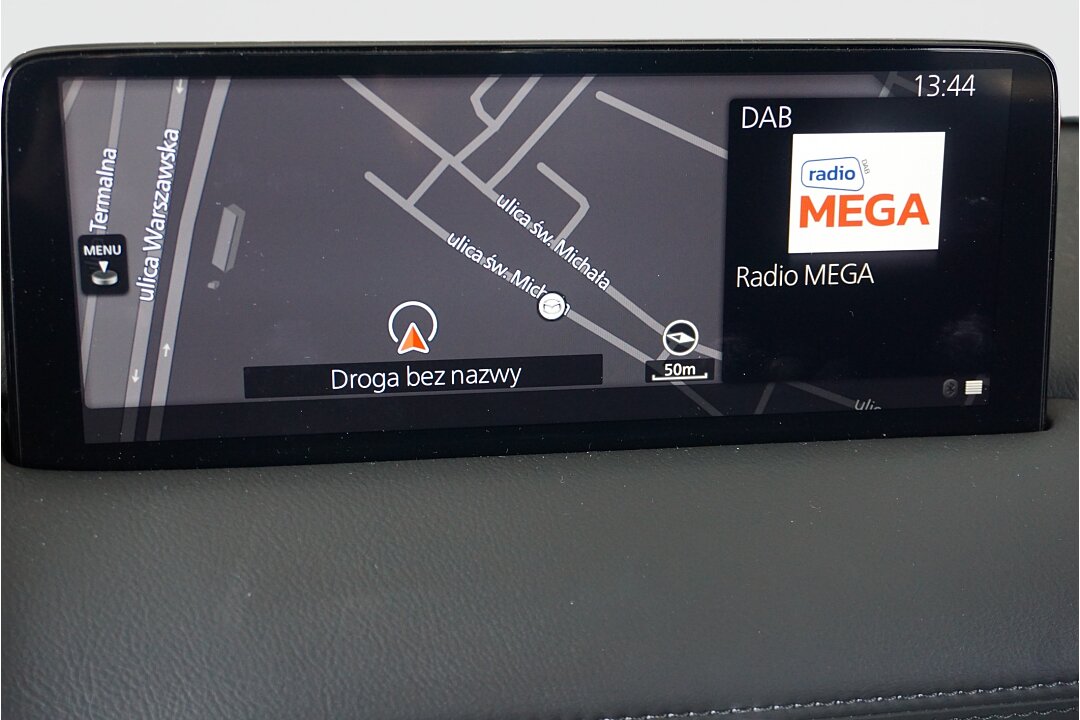 13:44
DAB
radio
DAB
MEGA
Radio MEGA
Termalna
ulica Warszawska
MENU
ulica św. Michała
ulica św. Mich
Droga bez nazwy
50m